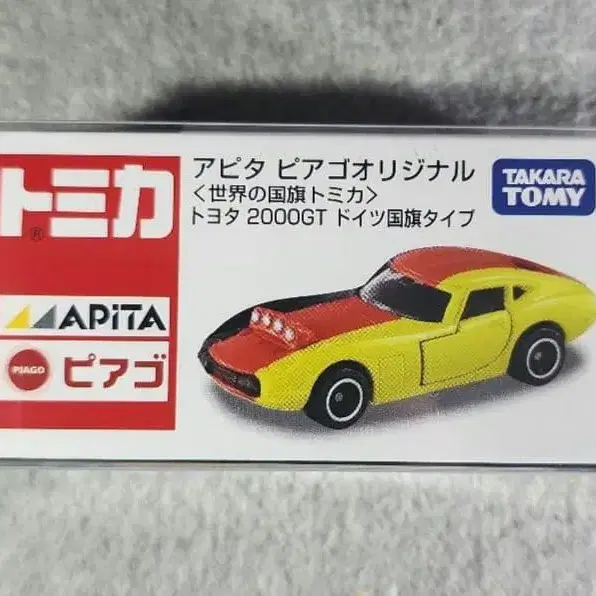 トミカ®
アピタ ピアゴオリジナル
<世界の国旗トミカ>
トヨタ 2000GT ドイツ国旗タイプ
TAKARA
TOMY
APiTA
PIAGO
ピアゴ